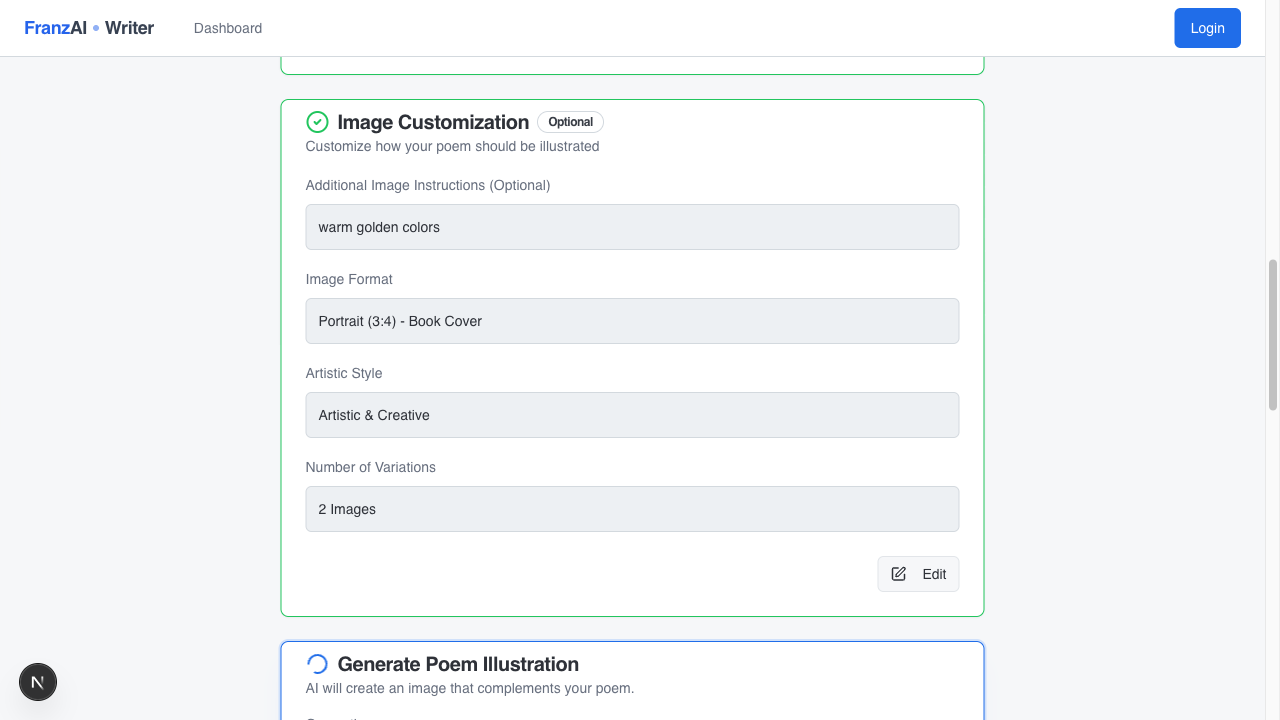 FranzAI • Writer
Dashboard
Login
Image Customization
Optional
Customize how your poem should be illustrated
Additional Image Instructions (Optional)
warm golden colors
Image Format
Portrait (3:4) - Book Cover
Artistic Style
Artistic & Creative
Number of Variations
2 Images
Edit
Generate Poem Illustration
AI will create an image that complements your poem.
N